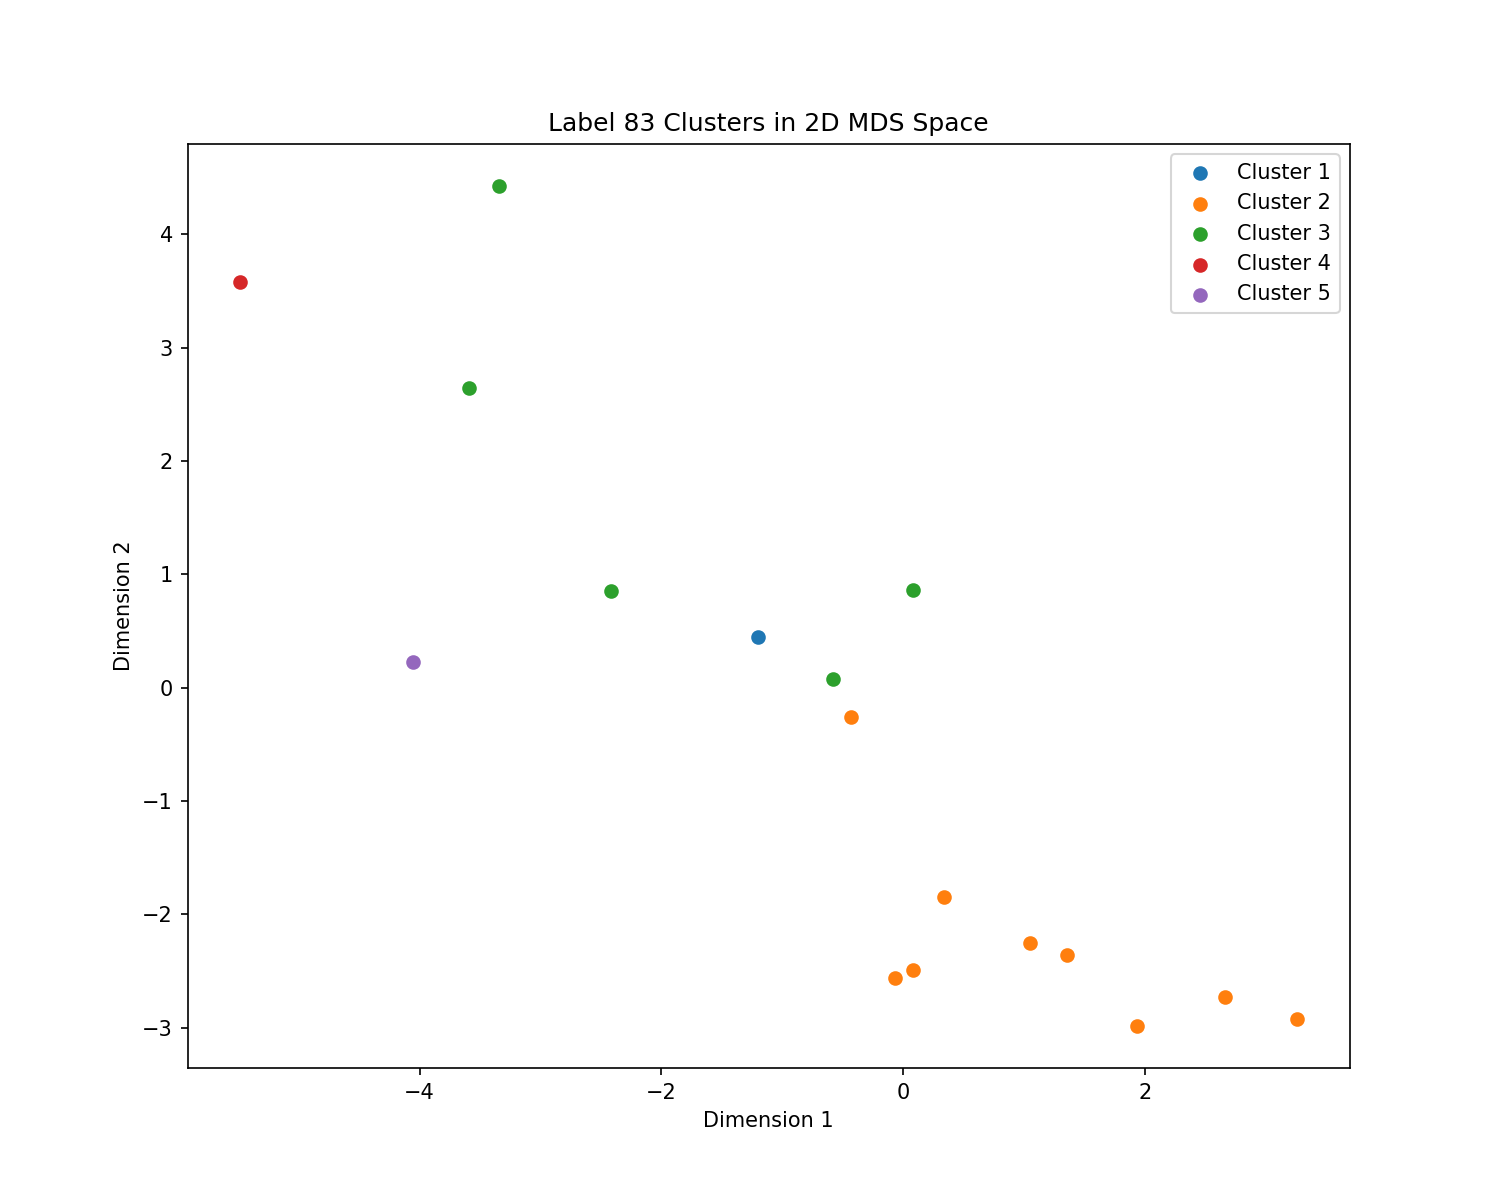 Label 83 Clusters in 2D MDS Space
Cluster 1
Cluster 2
Cluster 3
Cluster 4
Cluster 5
4
3
2
1
0
−1
−2
−3
Dimension 2
−4
−2
0
2
Dimension 1